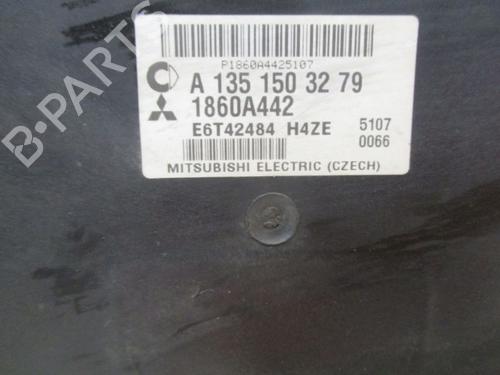 P1860A4425107
A 135 150 32 79
1860A442
E6T42484 H4ZE
5107
0066
MITSUBISHI ELECTRIC (CZECH)
B-PARTS